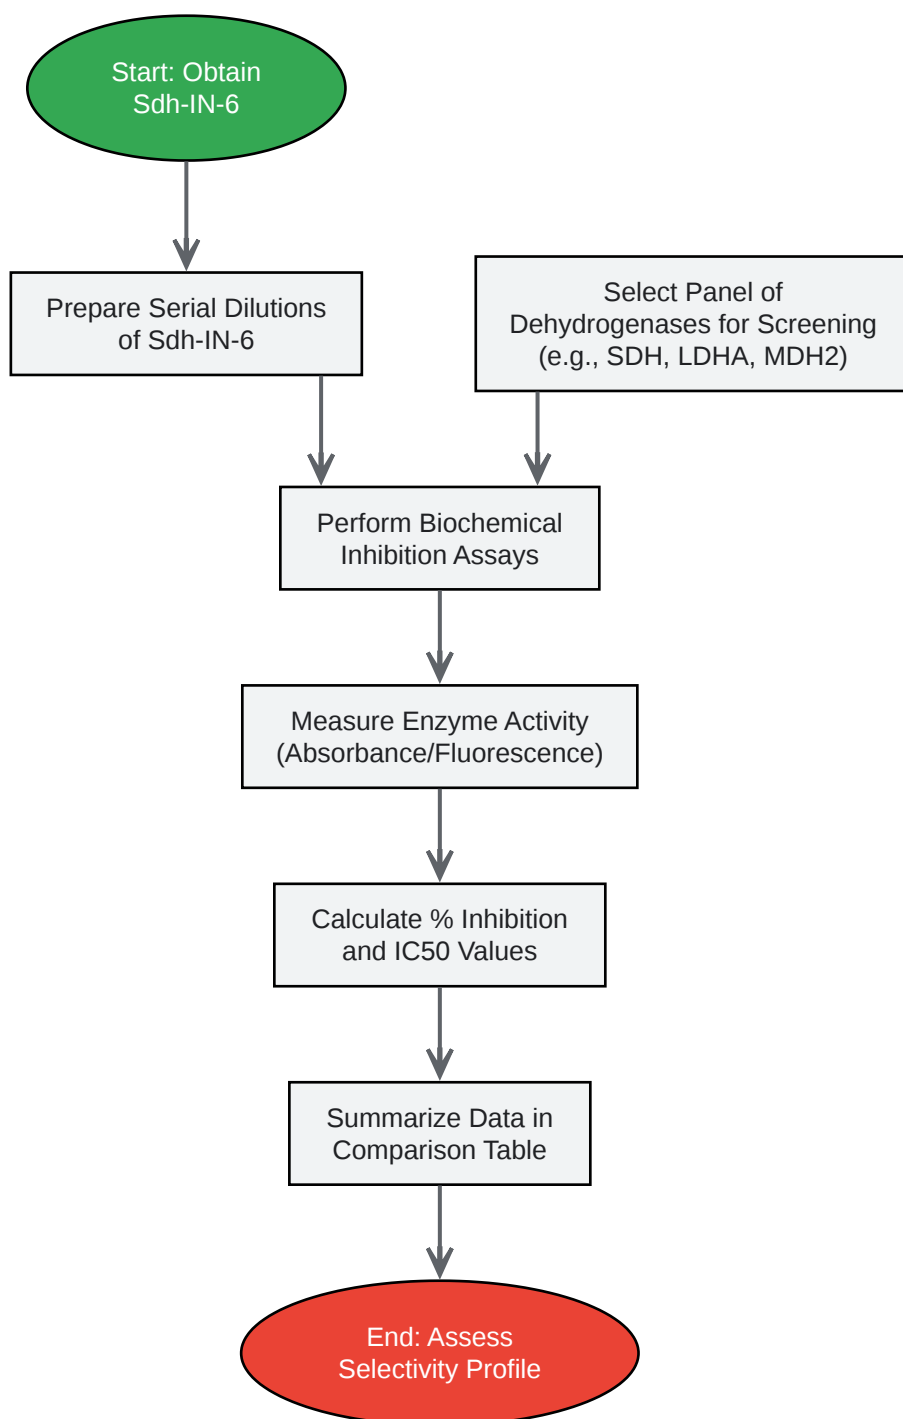 Start: Obtain
Sdh-IN-6
Prepare Serial Dilutions
of Sdh-IN-6
Select Panel of
Dehydrogenases for Screening
(e.g., SDH, LDHA, MDH2)
Perform Biochemical
Inhibition Assays
Measure Enzyme Activity
(Absorbance/Fluorescence)
Calculate % Inhibition
and IC50 Values
Summarize Data in
Comparison Table
End: Assess
Selectivity Profile